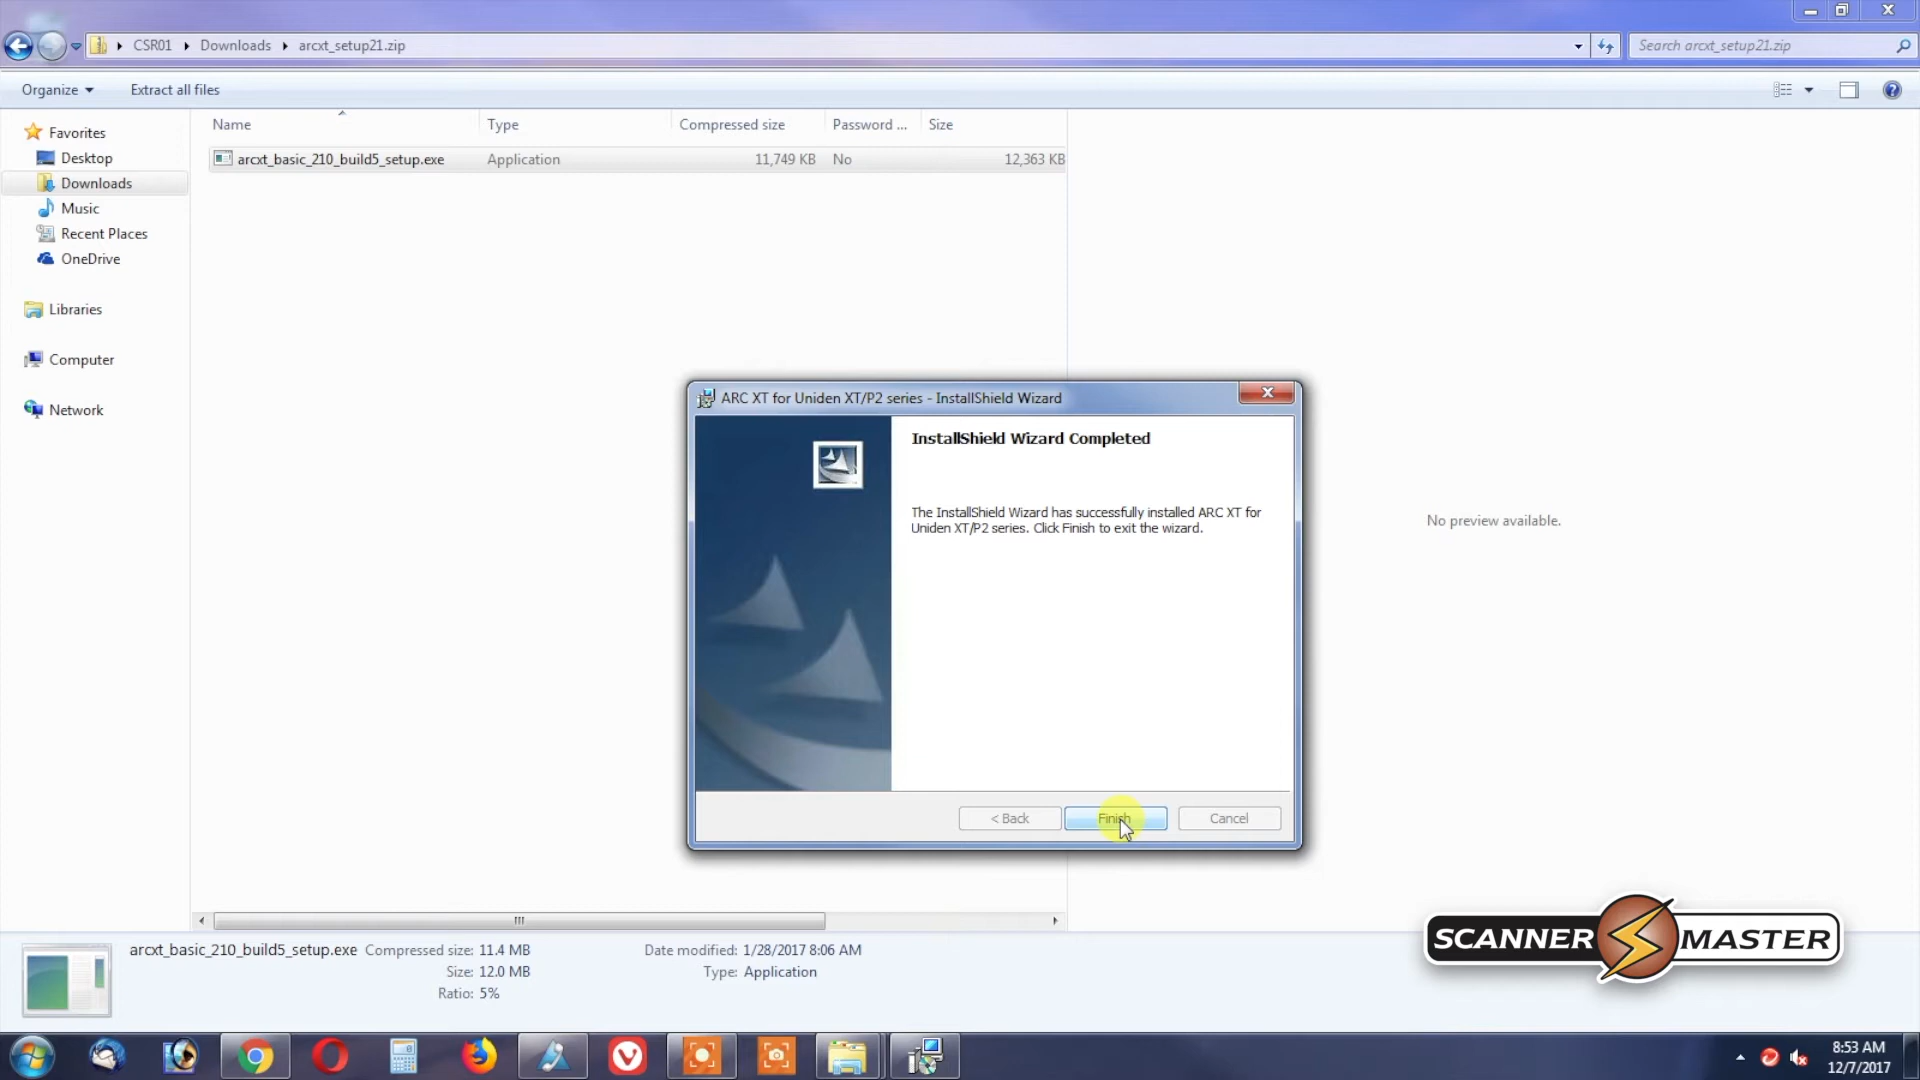 CSR01 Downloads arcxt_setup21.zip
Search arcxt_setup21.zip
Organize Extract all files
Name Type Compressed size Password ... Size
arcxt_basic_210_build5_setup.exe Application 11,749 KB No 12,363 KB
Favorites
Desktop
Downloads
Music
Recent Places
OneDrive
Libraries
Computer
Network
ARC XT for Uniden XT/P2 series - InstallShield Wizard
InstallShield Wizard Completed
The InstallShield Wizard has successfully installed ARC XT for
Uniden XT/P2 series. Click Finish to exit the wizard.
< Back Finish Cancel
No preview available.
arcxt_basic_210_build5_setup.exe Compressed size: 11.4 MB Date modified: 1/28/2017 8:06 AM
Size: 12.0 MB Type: Application
Ratio: 5%
SCANNER MASTER
8:53 AM
12/7/2017